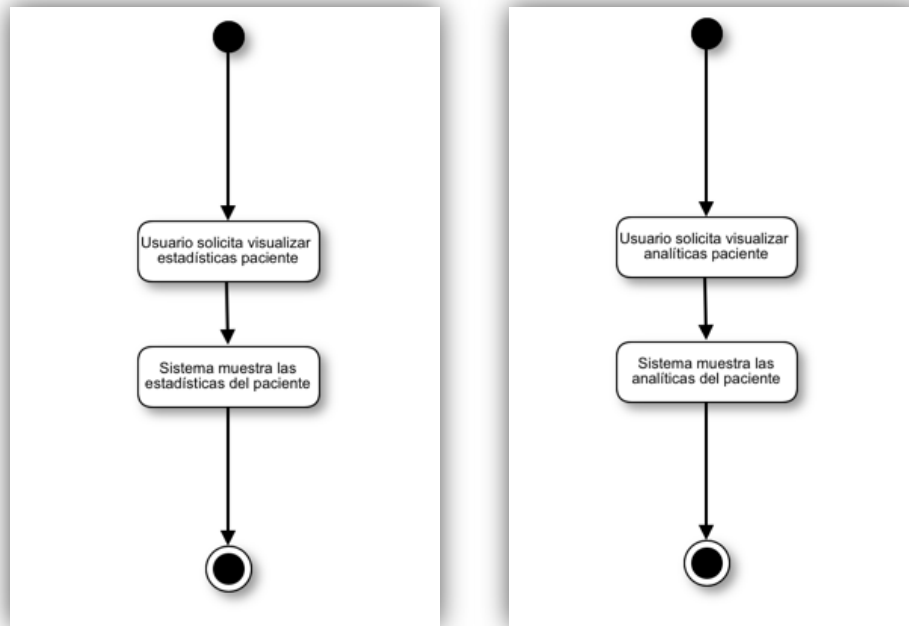 Usuario solicita visualizar
estadísticas paciente
Sistema muestra las
estadísticas del paciente
Usuario solicita visualizar
analíticas paciente
Sistema muestra las
analíticas del paciente